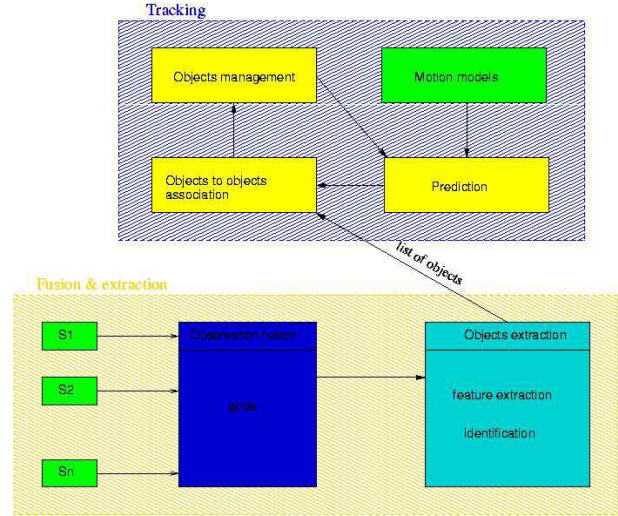 Tracking
Objects management
Motion models
Objects to objects
association
Prediction
list of objects
Fusion & extraction
S1
Observation fusion
Objects extraction
S2
grids
feature extraction
identification
Sn